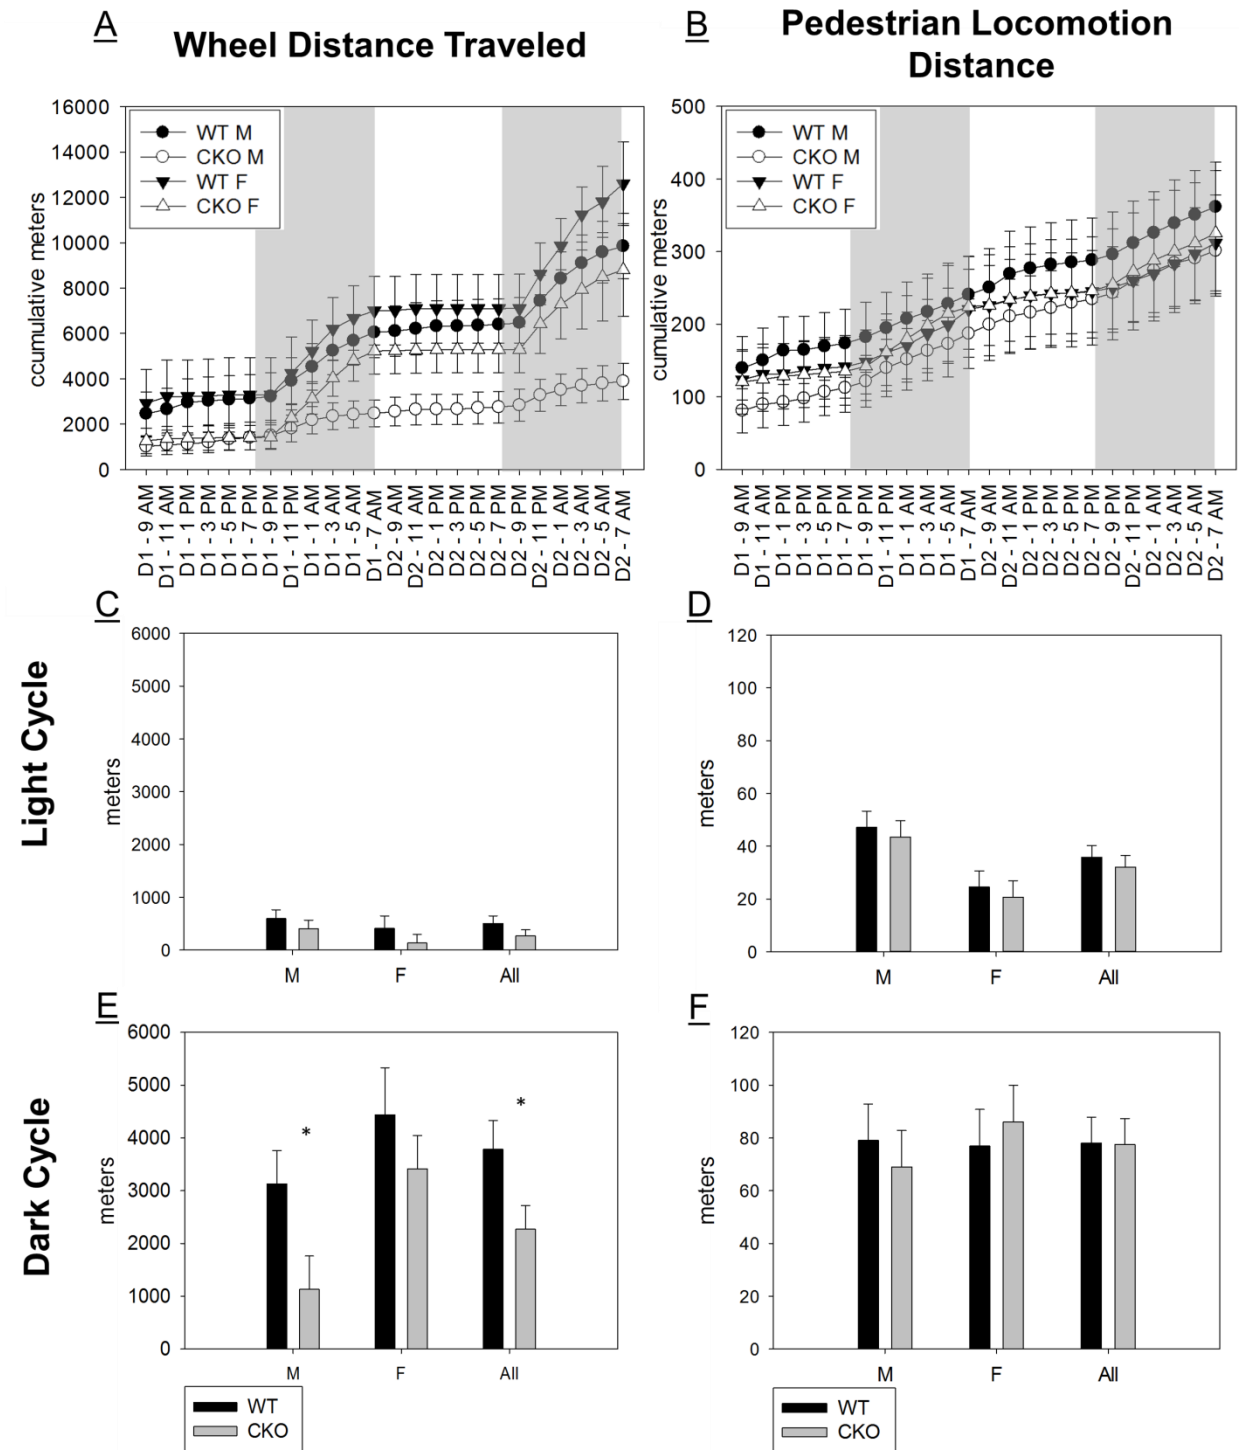 A
Wheel Distance Traveled
B
Pedestrian Locomotion
Distance
ccumulative meters
16000
14000
12000
10000
8000
6000
4000
2000
0
WT M
CKO M
WT F
CKO F
D1 - 9 AM
D1 - 11 AM
D1 - 1 PM
D1 - 3 PM
D1 - 5 PM
D1 - 7 PM
D1 - 9 PM
D1 - 11 PM
D1 - 1 AM
D1 - 3 AM
D1 - 5 AM
D1 - 7 AM
D2 - 9 AM
D2 - 11 AM
D2 - 1 PM
D2 - 3 PM
D2 - 5 PM
D2 - 7 PM
D2 - 9 PM
D2 - 11 PM
D2 - 1 AM
D2 - 3 AM
D2 - 5 AM
D2 - 7 AM
cumulative meters
500
400
300
200
100
0
WT M
CKO M
WT F
CKO F
D1 - 9 AM
D1 - 11 AM
D1 - 1 PM
D1 - 3 PM
D1 - 5 PM
D1 - 7 PM
D1 - 9 PM
D1 - 11 PM
D1 - 1 AM
D1 - 3 AM
D1 - 5 AM
D1 - 7 AM
D2 - 9 AM
D2 - 11 AM
D2 - 1 PM
D2 - 3 PM
D2 - 5 PM
D2 - 7 PM
D2 - 9 PM
D2 - 11 PM
D2 - 1 AM
D2 - 3 AM
D2 - 5 AM
D2 - 7 AM
Light Cycle
C
meters
6000
5000
4000
3000
2000
1000
0
M F All
D
meters
120
100
80
60
40
20
0
M F All
Dark Cycle
E
meters
6000
5000
4000
3000
2000
1000
0
*
*
M F All
WT
CKO
F
meters
120
100
80
60
40
20
0
M F All
WT
CKO